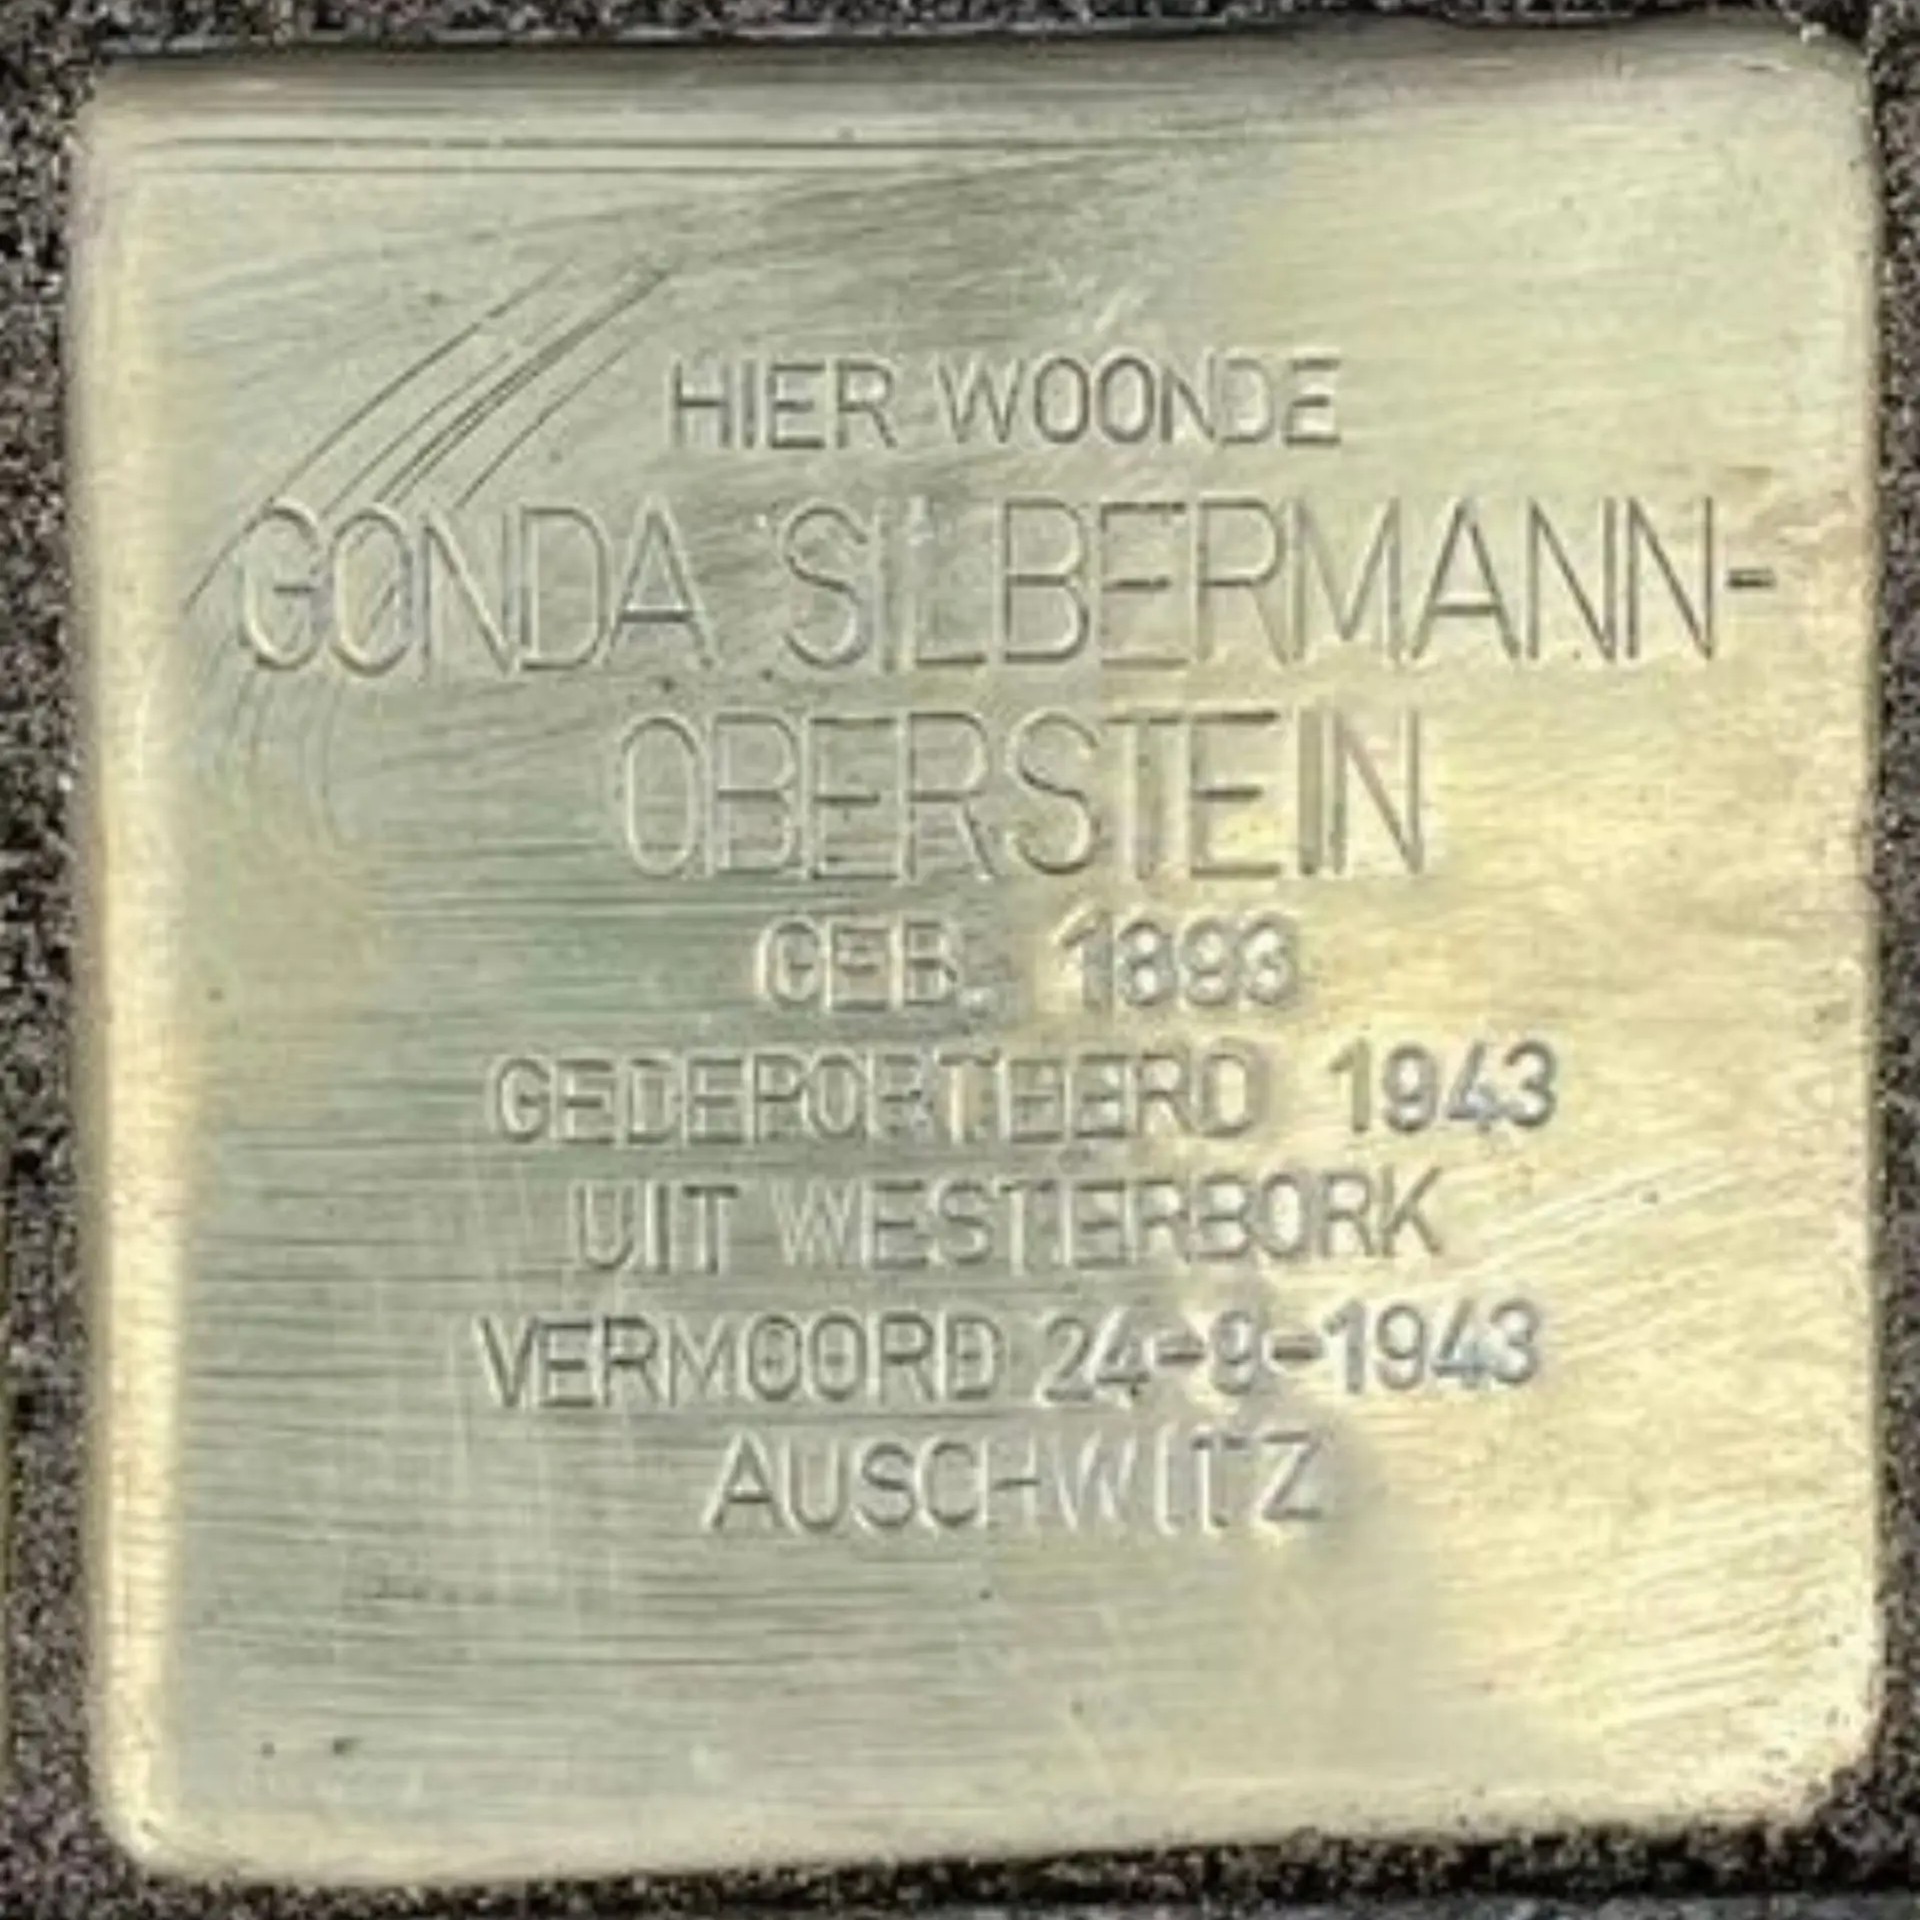 HIER WOONDE
GONDA SILBERMANN-
OBERSTEIN
GEB. 1893
GEDEPORTEERD 1943
UIT WESTERBORK
VERMOORD 24-9-1943
AUSCHWITZ